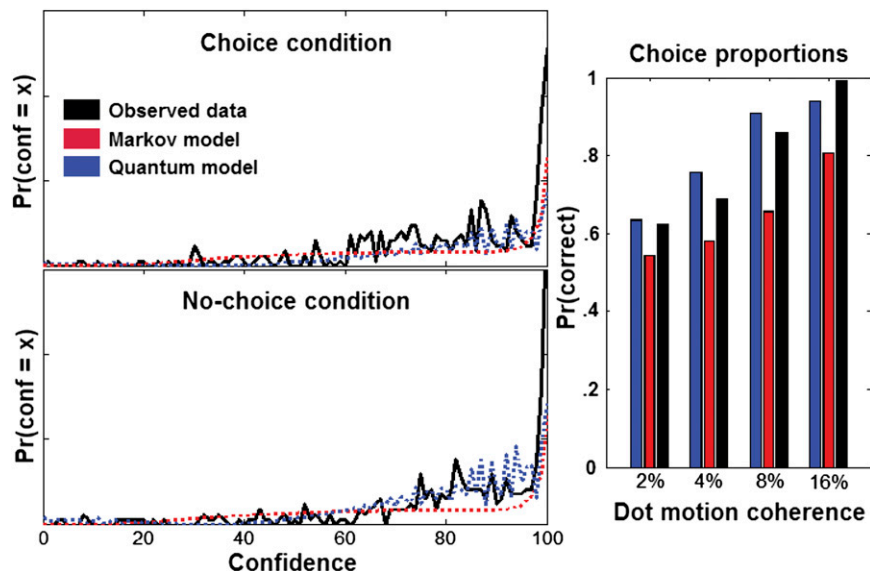 Choice condition
Pr(conf = x)
Observed data
Markov model
Quantum model
No-choice condition
Pr(conf = x)
0 20 40 60 80 100
Confidence
Choice proportions
1
.8
.6
.4
.2
0
Pr(correct)
2% 4% 8% 16%
Dot motion coherence